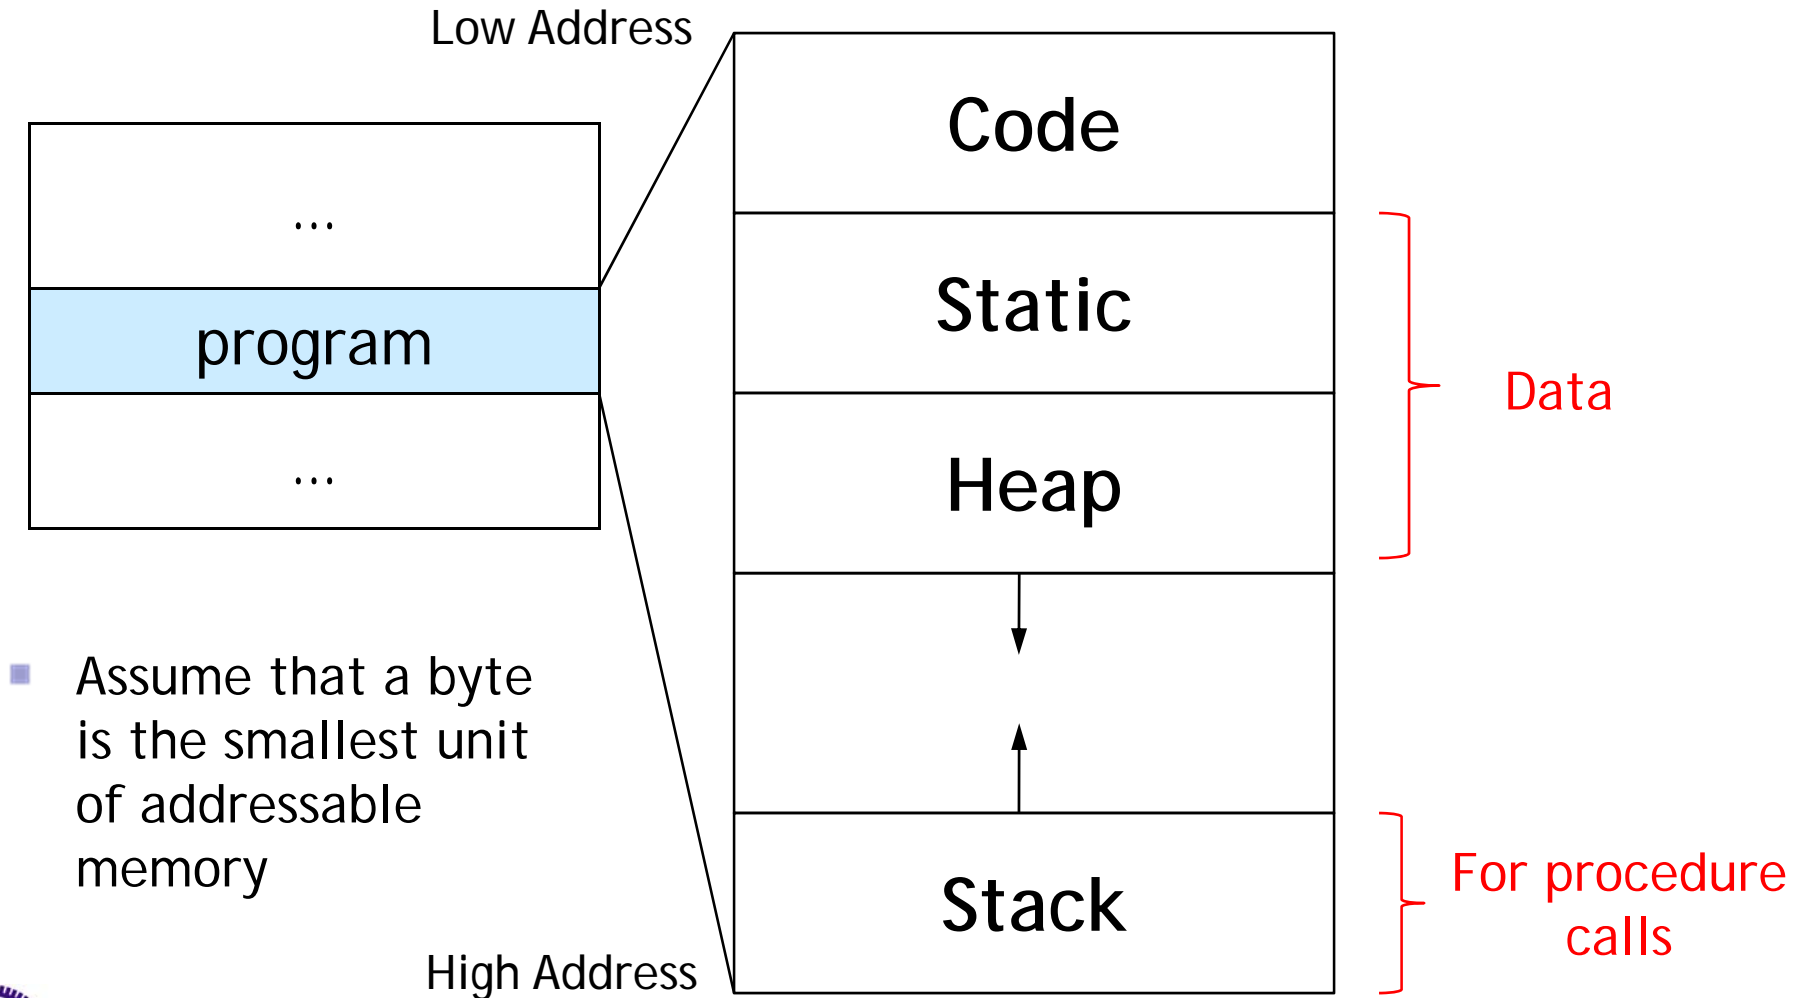 Low Address
...
program
...
Assume that a byte
is the smallest unit
of addressable
memory
Code
Static
Heap
Stack
High Address
Data
For procedure
calls